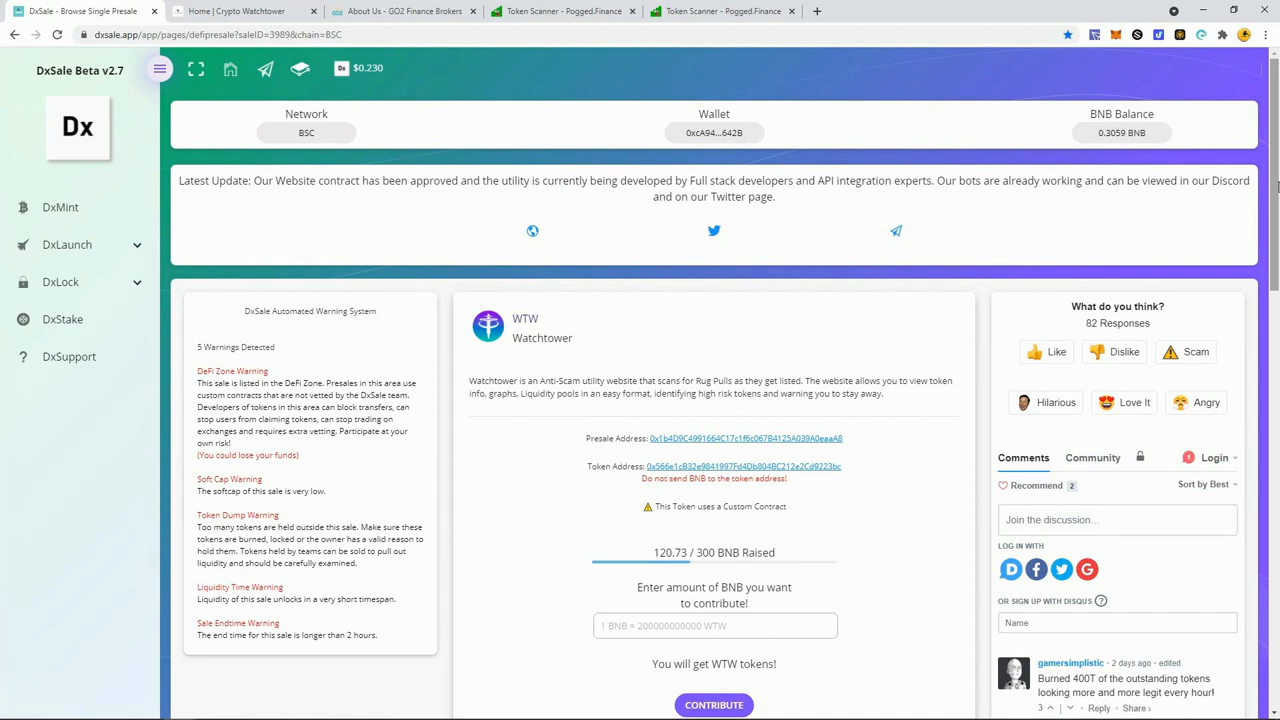 DxSale - Browse Single Presale
Home | Crypto Watchtower
About Us - GO2 Finance Brokers
Token Scanner - Pogged.Finance
Token Scanner - Pogged.Finance
dxsale.app/app/pages/defipresale?saleID=3989&chain=BSC
DxSale Beta v2.7
Dx
DxMint
DxLaunch
DxLock
DxStake
DxSupport
Dx $0.230
Network
BSC
Wallet
0xcA94...642B
BNB Balance
0.3059 BNB
Latest Update: Our Website contract has been approved and the utility is currently being developed by Full stack developers and API integration experts. Our bots are already working and can be viewed in our Discord
and on our Twitter page.
DxSale Automated Warning System
5 Warnings Detected
DeFi Zone Warning
This sale is listed in the DeFi Zone. Presales in this area use
custom contracts that are not vetted by the DxSale team.
Developers of tokens in this area can block transfers, can
stop users from claiming tokens, can stop trading on
exchanges and requires extra vetting. Participate at your
own risk!
(You could lose your funds)
Soft Cap Warning
The softcap of this sale is very low.
Token Dump Warning
Too many tokens are held outside this sale. Make sure these
tokens are burned, locked or the owner has a valid reason to
hold them. Tokens held by teams can be sold to pull out
liquidity and should be carefully examined.
Liquidity Time Warning
Liquidity of this sale unlocks in a very short timespan.
Sale Endtime Warning
The end time for this sale is longer than 2 hours.
WTW
Watchtower
Watchtower is an Anti-Scam utility website that scans for Rug Pulls as they get listed. The website allows you to view token
info, graphs, Liquidity pools in an easy format, identifying high risk tokens and warning you to stay away.
Presale Address: 0x1b4D9C4991664C17c1f6c067B4125A039A0eaaA8
Token Address: 0x566e1cB32e9841997Fd4Db804BC212e2Cd9223bc
Do not send BNB to the token address!
This Token uses a Custom Contract
120.73 / 300 BNB Raised
Enter amount of BNB you want
to contribute!
1 BNB = 200000000000 WTW
You will get WTW tokens!
CONTRIBUTE
What do you think?
82 Responses
Like
Dislike
Scam
Hilarious
Love It
Angry
Comments
Community
Login
Recommend 2
Sort by Best
Join the discussion...
LOG IN WITH
OR SIGN UP WITH DISQUS ?
Name
gamersimplistic • 2 days ago • edited
Burned 400T of the outstanding tokens
looking more and more legit every hour!
3 Reply Share ›